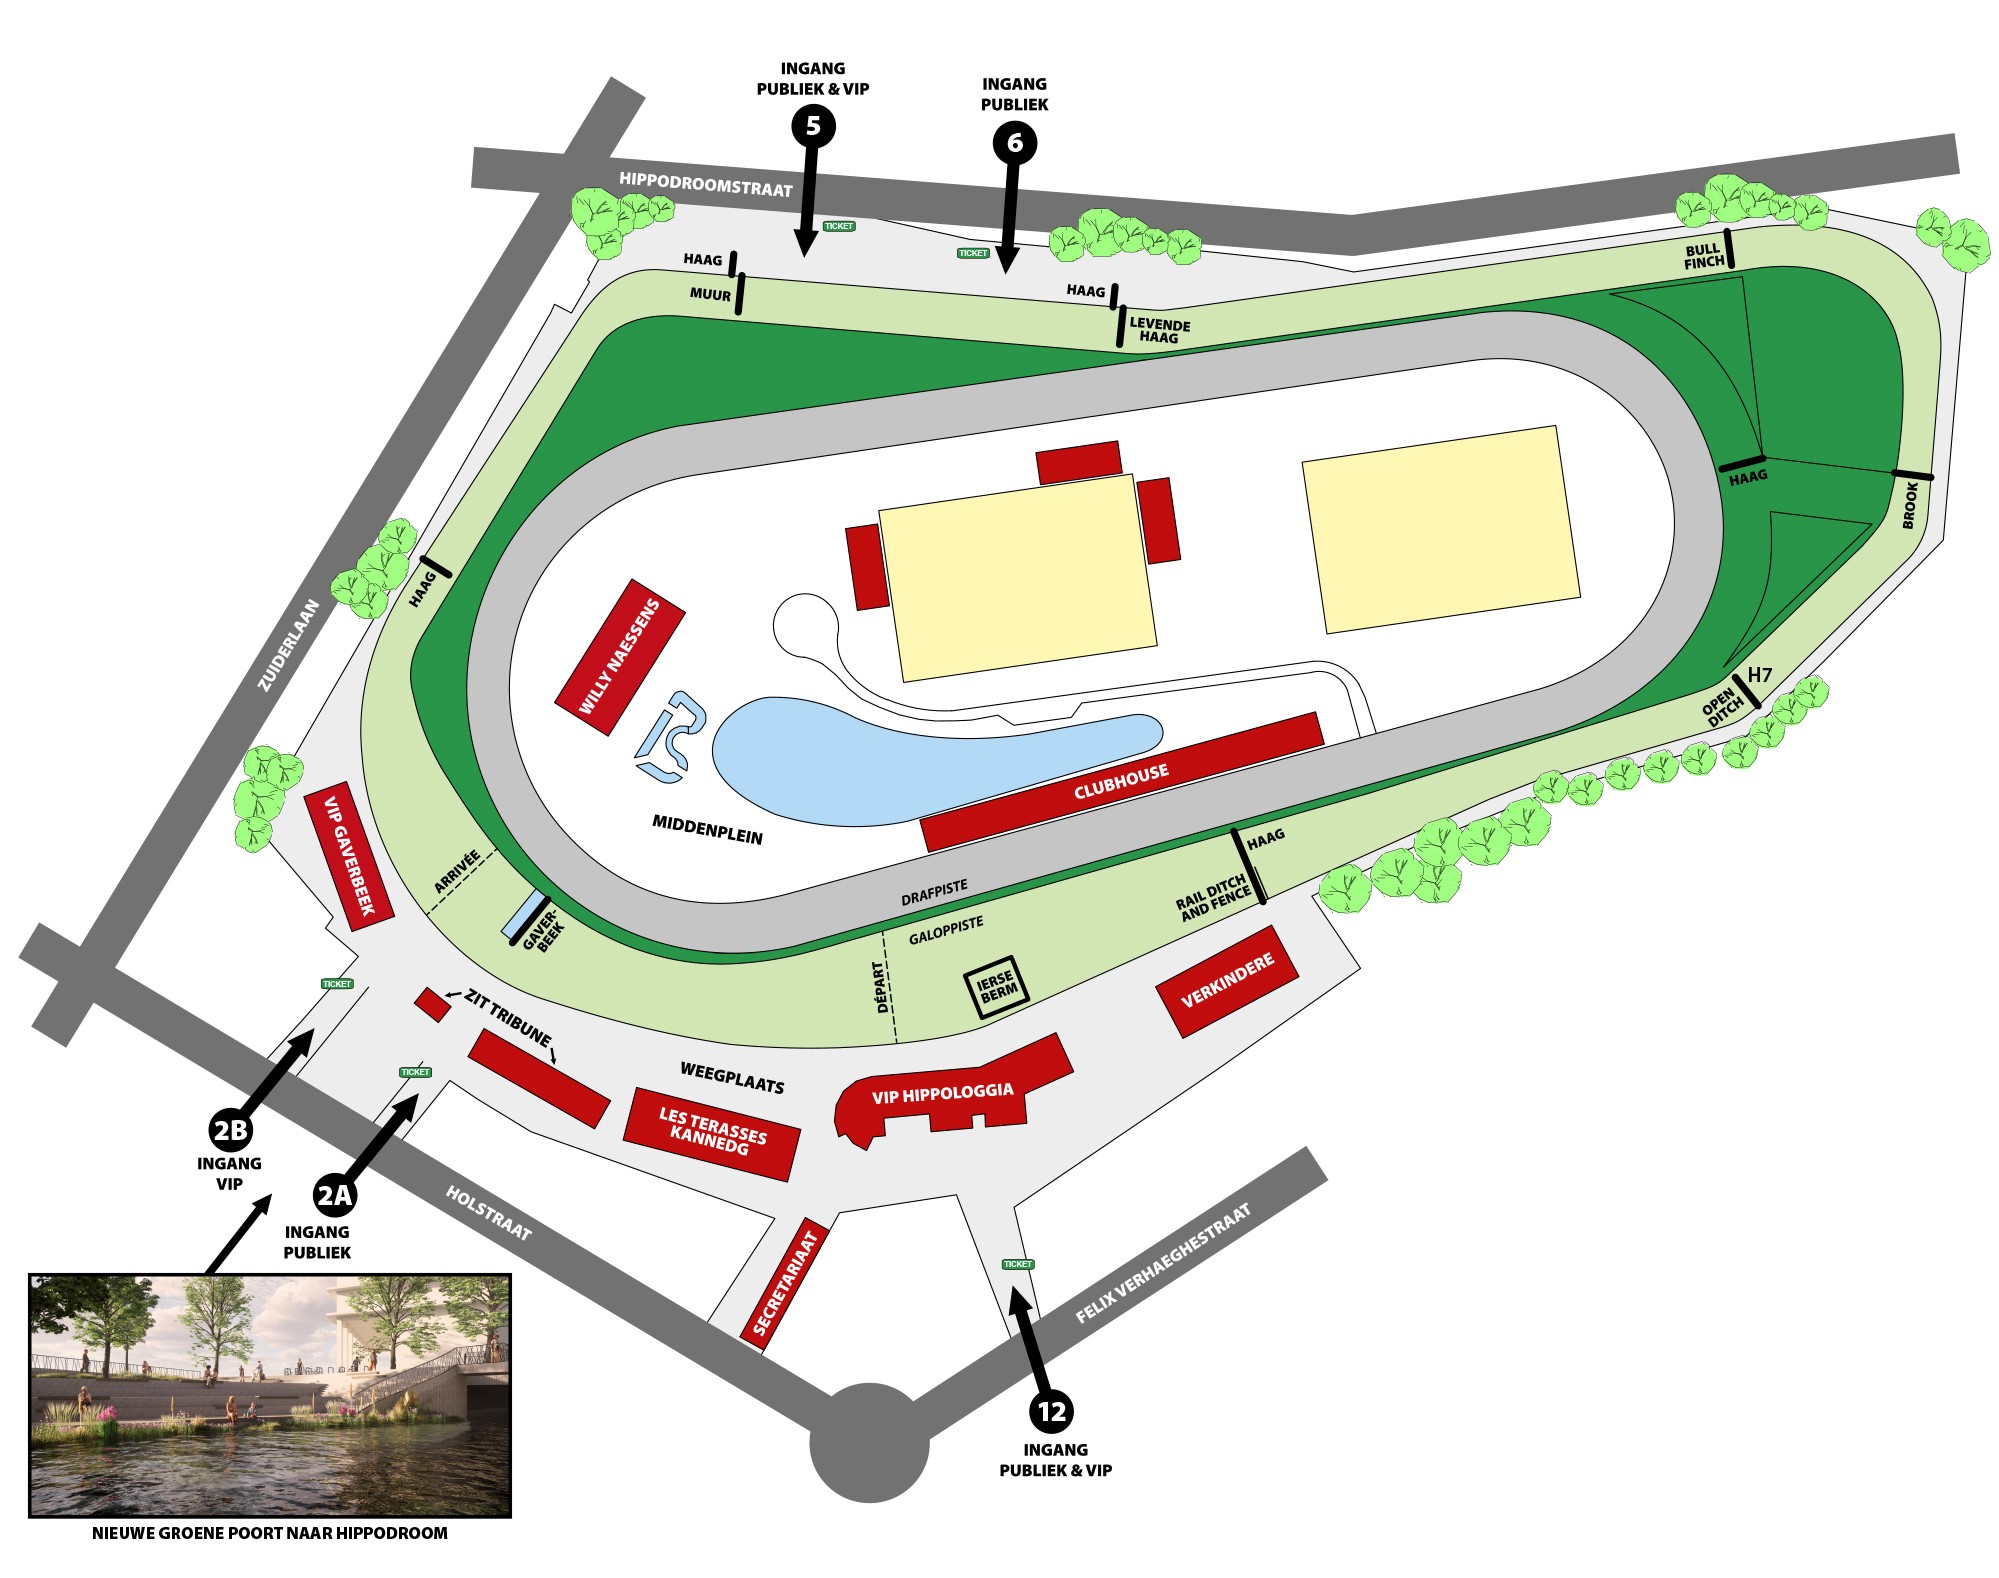 INGANG
PUBLIEK & VIP
5
INGANG
PUBLIEK
6
HIPPODROOMSTRAAT
TICKET
TICKET
HAAG
MUUR
HAAG
LEVENDE
HAAG
BULL
FINCH
HAAG
BROOK
HAAG
ZUIDERLAAN
WILLY NAESSENS
H7
OPEN
DITCH
CLUBHOUSE
MIDDENPLEIN
VIP GAVERBEEK
ARRIVÉE
GAVER-
BEEK
DRAFPISTE
GALOPPISTE
HAAG
RAIL DITCH
AND FENCE
DÉPART
IERSE
BERM
VERKINDERE
TICKET
ZIT TRIBUNE
TICKET
WEEGPLAATS
VIP HIPPOLOGGIA
LES TERASSES
KANNEDG
2B
INGANG
VIP
2A
INGANG
PUBLIEK
HOLSTRAAT
SECRETARIAAT
TICKET
FELIX VERHAEGHESTRAAT
12
INGANG
PUBLIEK & VIP
NIEUWE GROENE POORT NAAR HIPPODROOM